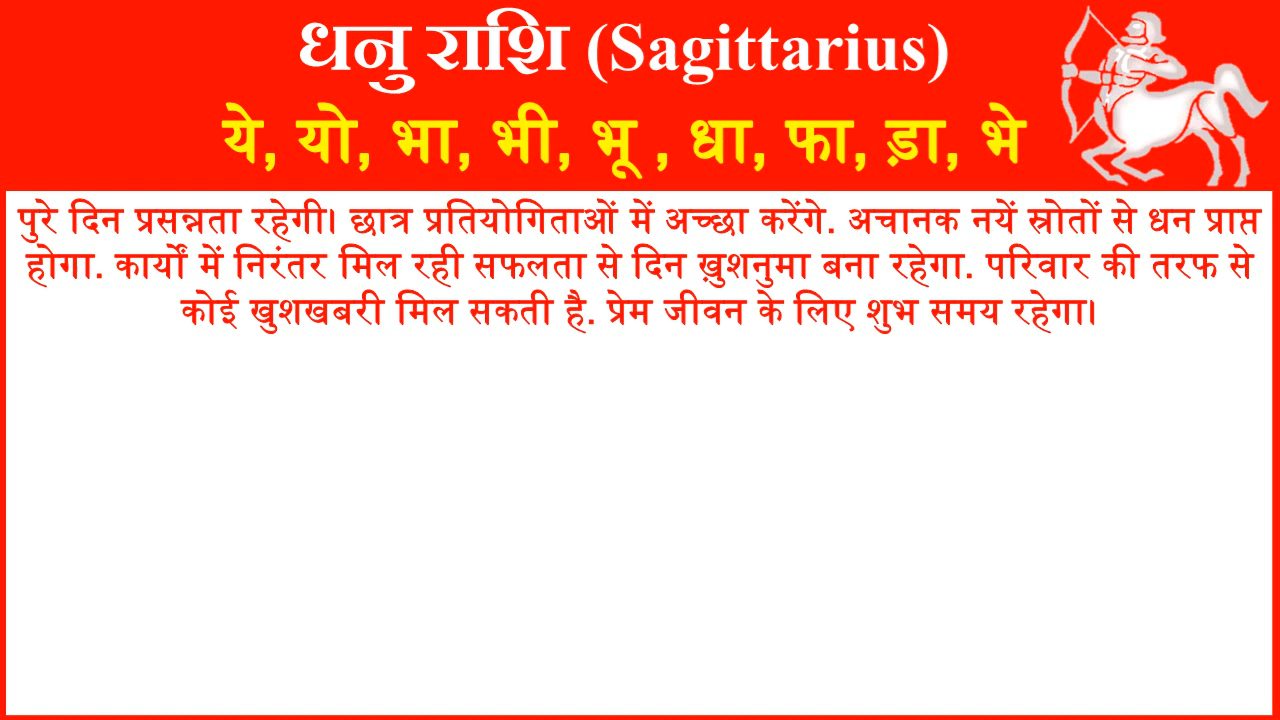 धनु राशि (Sagittarius)
ये, यो, भा, भी, भू , धा, फा, ड़ा, भे
पुरे दिन प्रसन्नता रहेगी। छात्र प्रतियोगिताओं में अच्छा करेंगे. अचानक नयें स्रोतों से धन प्राप्त
होगा. कार्यों में निरंतर मिल रही सफलता से दिन ख़ुशनुमा बना रहेगा. परिवार की तरफ से
कोई खुशखबरी मिल सकती है. प्रेम जीवन के लिए शुभ समय रहेगा।